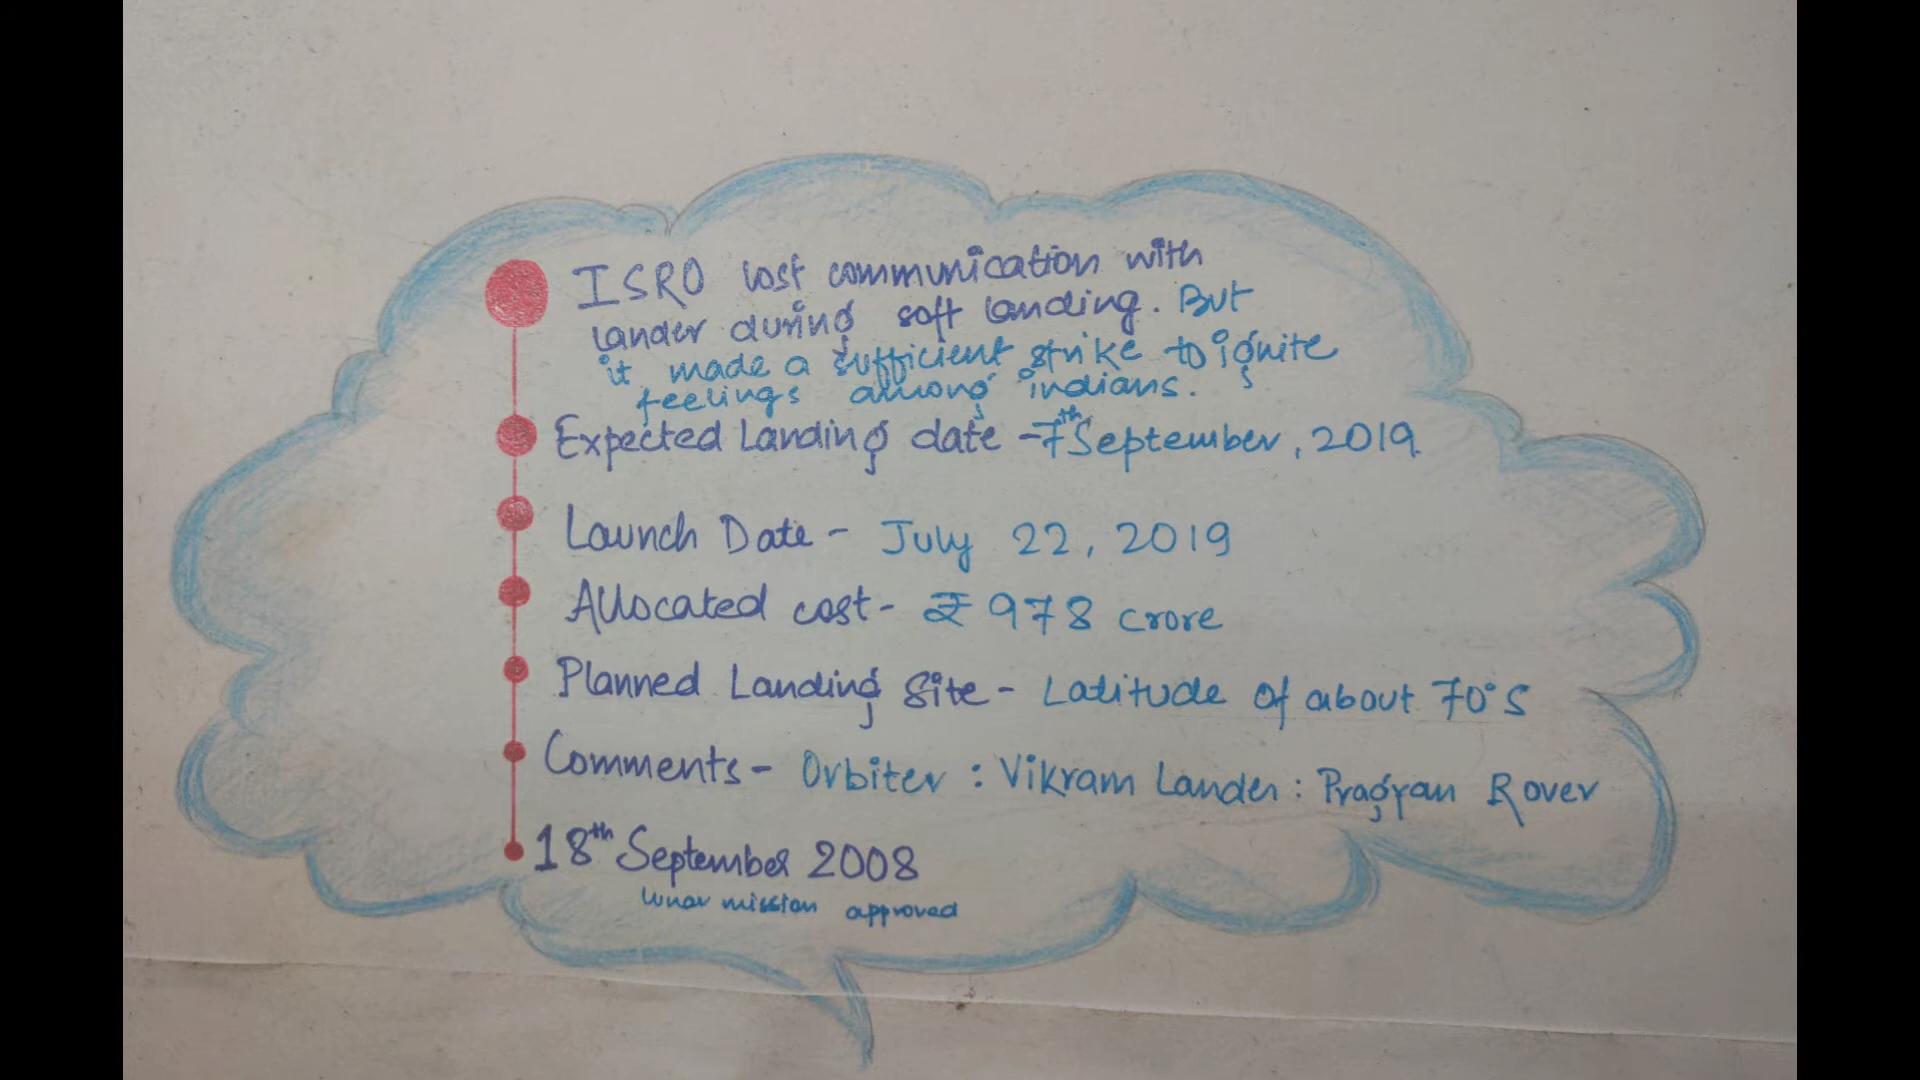 ISRO lost communication with
lander during soft landing. But
it made a sufficient strike to ignite
feelings among indians.
Expected Landing date - 7th September, 2019.
Launch Date - July 22, 2019
Allocated cost - ₹ 978 crore
Planned Landing Site - Latitude of about 70°S
Comments - Orbiter : Vikram Lander : Pragyan Rover
18th September 2008
lunar mission approved